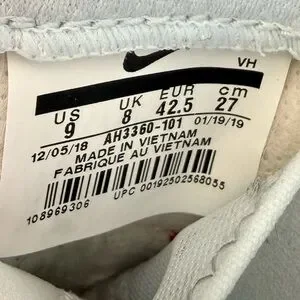 VH
US UK EUR cm
9 8 42.5 27
AH3360-101
12/05/18 01/19/19
MADE IN VIETNAM
FABRIQUE AU VIETNAM
108969306 UPC 00192502568055